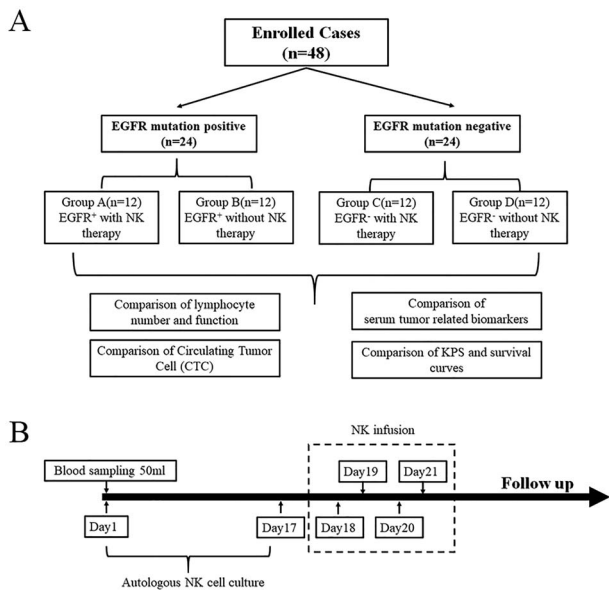 A
Enrolled Cases
(n=48)
EGFR mutation positive
(n=24)
EGFR mutation negative
(n=24)
Group A(n=12)
EGFR⁺ with NK
therapy
Group B(n=12)
EGFR⁺ without NK
therapy
Group C(n=12)
EGFR⁻ with NK
therapy
Group D(n=12)
EGFR⁻ without NK
therapy
Comparison of lymphocyte
number and function
Comparison of
serum tumor related biomarkers
Comparison of Circulating Tumor
Cell (CTC)
Comparison of KPS and survival
curves
B
NK infusion
Blood sampling 50ml
Day19
Day21
Follow up
Day1
Day17
Day18
Day20
Autologous NK cell culture